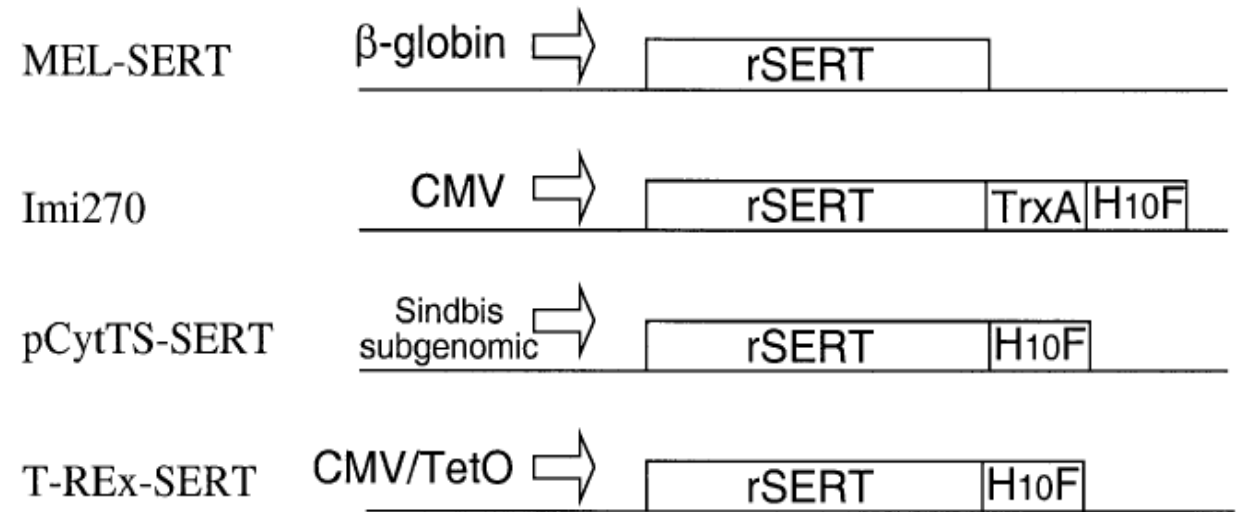 MEL-SERT β-globin rSERT
Imi270 CMV rSERT TrxA H10F
pCytTS-SERT Sindbis subgenomic rSERT H10F
T-REx-SERT CMV/TetO rSERT H10F